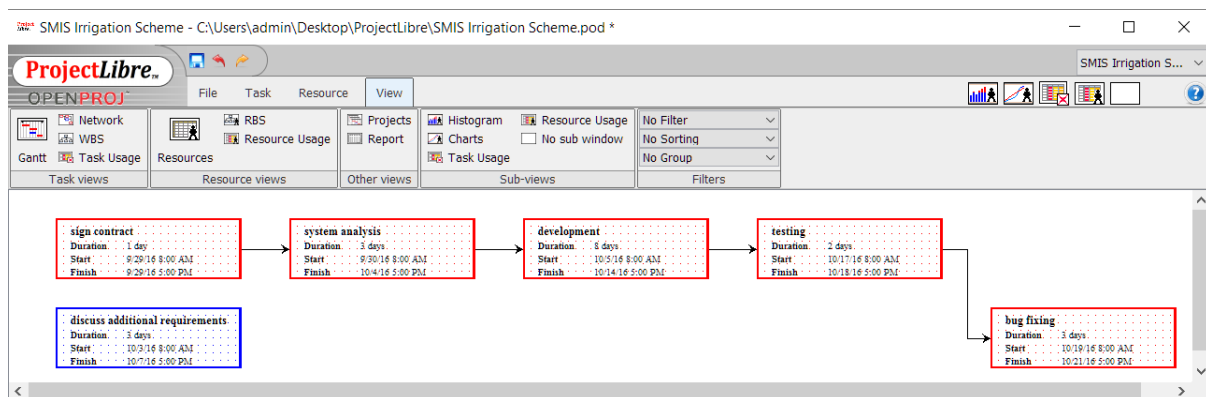 SMIS Irrigation Scheme - C:\Users\admin\Desktop\ProjectLibre\SMIS Irrigation Scheme.pod *
ProjectLibre
SMIS Irrigation S...
OPENPROJ
File Task Resource View
Network
WBS
Gantt Task Usage
Task views
RBS
Resource Usage
Resources
Resource views
Projects
Report
Other views
Histogram Resource Usage
Charts No sub window
Task Usage
Sub-views
No Filter
No Sorting
No Group
Filters
sign contract
Duration 1 day
Start 9/29/16 8:00 AM
Finish 9/29/16 5:00 PM
system analysis
Duration 3 days
Start 9/30/16 8:00 AM
Finish 10/4/16 5:00 PM
development
Duration 8 days
Start 10/5/16 8:00 AM
Finish 10/14/16 5:00 PM
testing
Duration 2 days
Start 10/17/16 8:00 AM
Finish 10/18/16 5:00 PM
discuss additional requirements
Duration 3 days
Start 10/3/16 8:00 AM
Finish 10/7/16 5:00 PM
bug fixing
Duration 3 days
Start 10/19/16 8:00 AM
Finish 10/21/16 5:00 PM